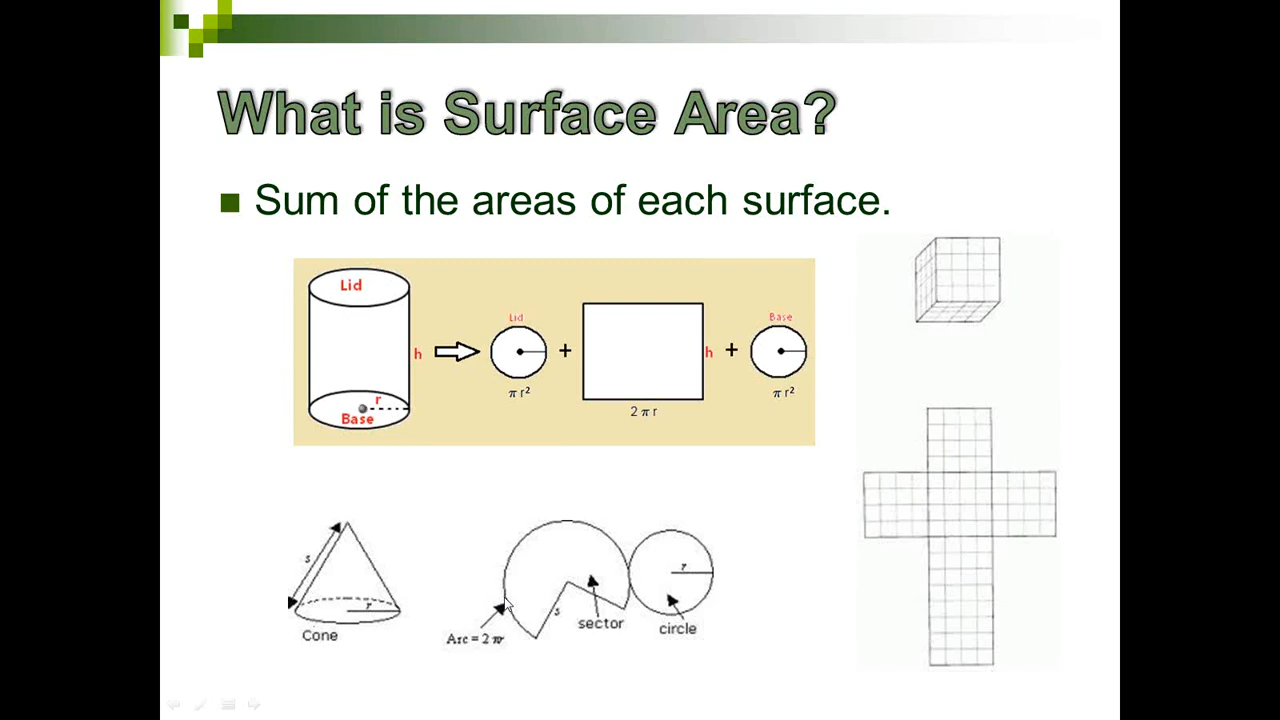 What is Surface Area?
Sum of the areas of each surface.
Lid
h
r
Base
Lid
π r²
+
h
2 π r
+
Base
π r²
s
r
Cone
Arc = 2 πr
s
sector
r
circle